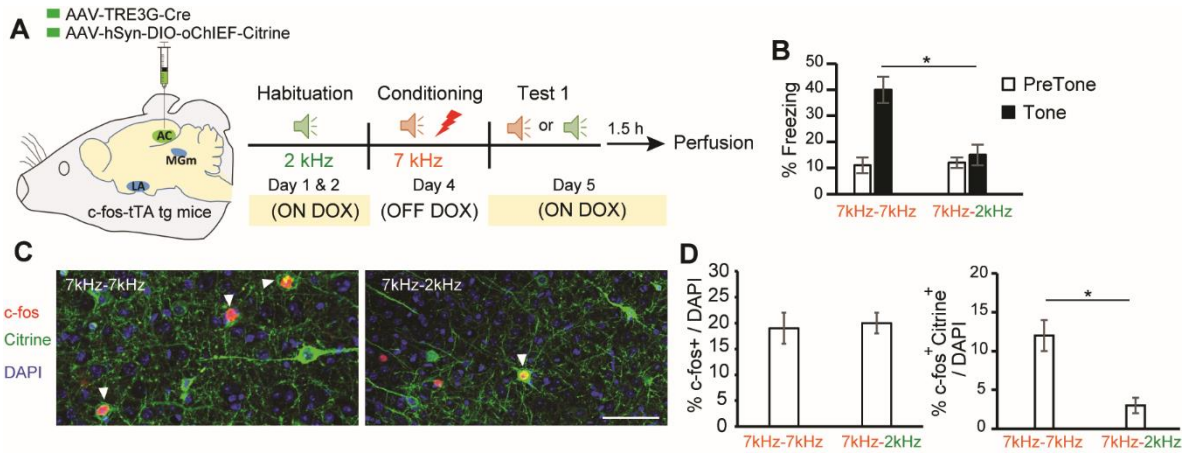 A
AAV-TRE3G-Cre
AAV-hSyn-DIO-oChIEF-Citrine
AC
MGm
LA
c-fos-tTA tg mice
Habituation
Conditioning
Test 1
or
1.5 h
Perfusion
2 kHz
7 kHz
Day 1 & 2
Day 4
Day 5
(ON DOX)
(OFF DOX)
(ON DOX)
B
% Freezing
50
40
30
20
10
0
*
PreTone
Tone
7kHz-7kHz
7kHz-2kHz
C
c-fos
Citrine
DAPI
7kHz-7kHz
7kHz-2kHz
D
% c-fos+ / DAPI
30
25
20
15
10
5
0
7kHz-7kHz
7kHz-2kHz
% c-fos+ Citrine+
/ DAPI
20
15
10
5
0
*
7kHz-7kHz
7kHz-2kHz